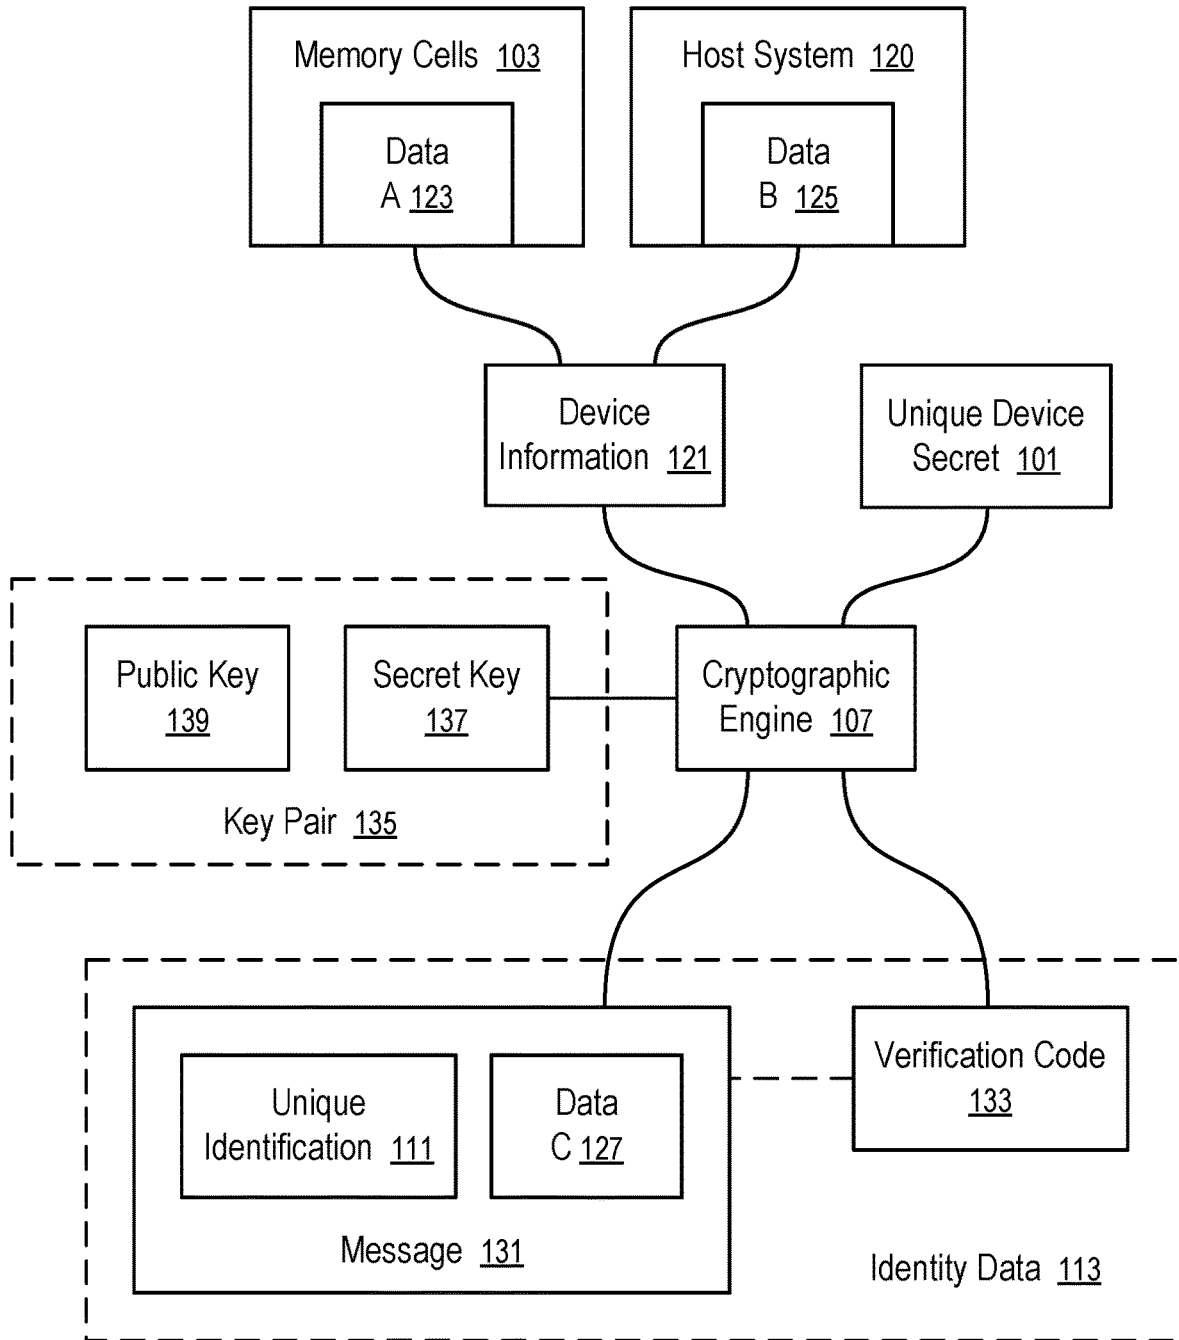 Memory Cells 103
Host System 120
Data
A 123
Data
B 125
Device
Information 121
Unique Device
Secret 101
Public Key
139
Secret Key
137
Cryptographic
Engine 107
Key Pair 135
Unique
Identification 111
Data
C 127
Verification Code
133
Message 131
Identity Data 113